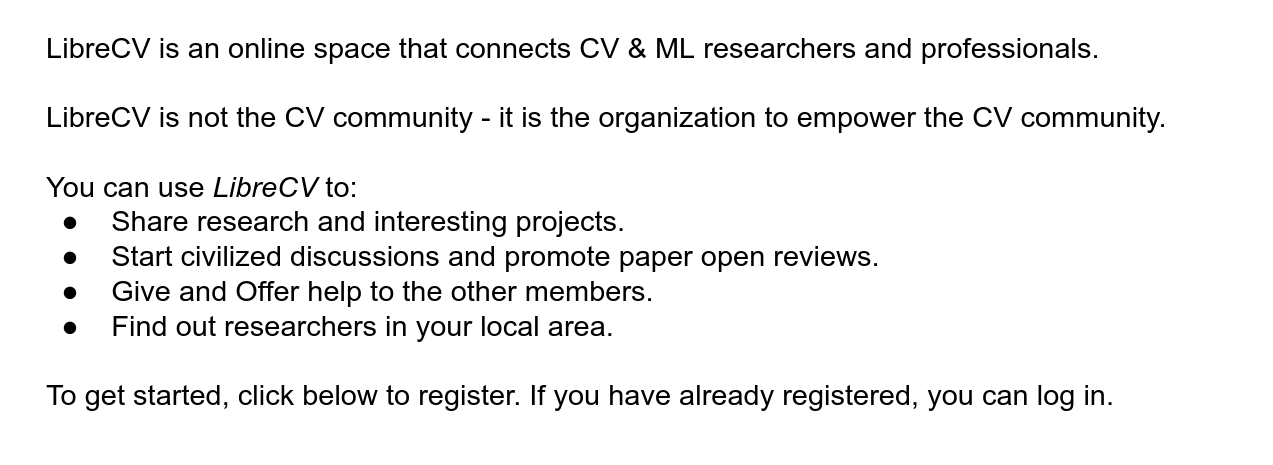 LibreCV is an online space that connects CV & ML researchers and professionals.
LibreCV is not the CV community - it is the organization to empower the CV community.
You can use LibreCV to:
● Share research and interesting projects.
● Start civilized discussions and promote paper open reviews.
● Give and Offer help to the other members.
● Find out researchers in your local area.
To get started, click below to register. If you have already registered, you can log in.